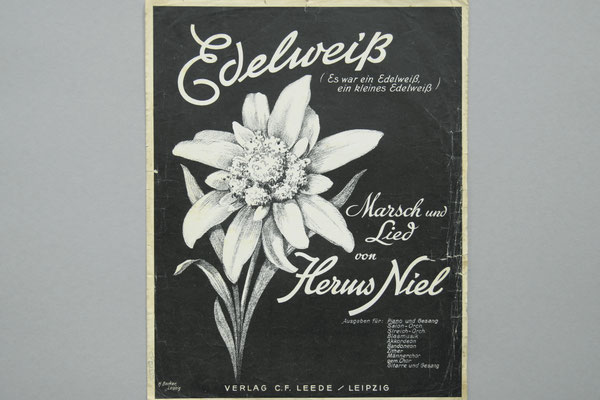 Edelweiß
(Es war ein Edelweiß,
ein kleines Edelweiß)
Marsch und
Lied
von
Herms Niel
Ausgaben für: Piano und Gesang
Salon-Orch.
Streich-Orch.
Blasmusik
Akkordeon
Bandoneon
Zither
Männerchor
gem. Chor
Gitarre und Gesang
VERLAG C.F. LEEDE / LEIPZIG